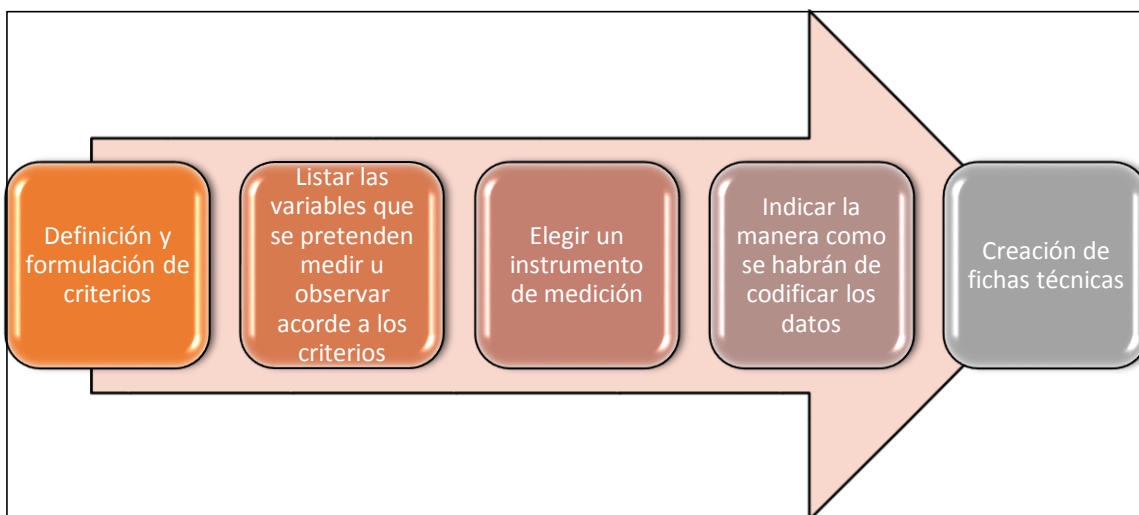 Definición y
formulación de
criterios
Listar las
variables que
se pretenden
medir u
observar
acorde a los
criterios
Elegir un
instrumento
de medición
Indicar la
manera como
se habrán de
codificar los
datos
Creación de
fichas técnicas